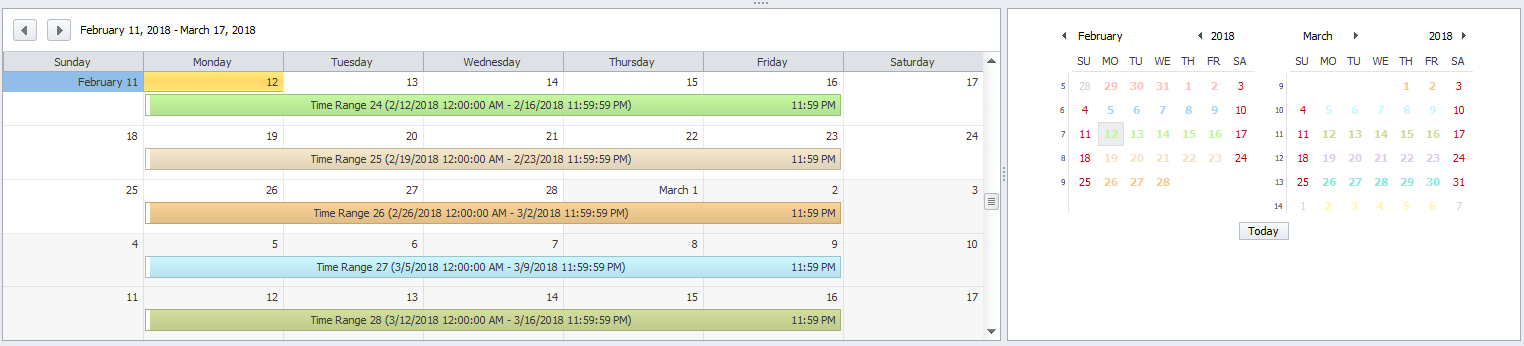 February 11, 2018 - March 17, 2018
Sunday Monday Tuesday Wednesday Thursday Friday Saturday
February 11 12 13 14 15 16 17
Time Range 24 (2/12/2018 12:00:00 AM - 2/16/2018 11:59:59 PM) 11:59 PM
18 19 20 21 22 23 24
Time Range 25 (2/19/2018 12:00:00 AM - 2/23/2018 11:59:59 PM) 11:59 PM
25 26 27 28 March 1 2 3
Time Range 26 (2/26/2018 12:00:00 AM - 3/2/2018 11:59:59 PM) 11:59 PM
4 5 6 7 8 9 10
Time Range 27 (3/5/2018 12:00:00 AM - 3/9/2018 11:59:59 PM) 11:59 PM
11 12 13 14 15 16 17
Time Range 28 (3/12/2018 12:00:00 AM - 3/16/2018 11:59:59 PM) 11:59 PM
February 2018
SU MO TU WE TH FR SA
5 28 29 30 31 1 2 3
6 4 5 6 7 8 9 10
7 11 12 13 14 15 16 17
8 18 19 20 21 22 23 24
9 25 26 27 28
March 2018
SU MO TU WE TH FR SA
9 1 2 3
10 4 5 6 7 8 9 10
11 11 12 13 14 15 16 17
12 18 19 20 21 22 23 24
13 25 26 27 28 29 30 31
14 1 2 3 4 5 6 7
Today